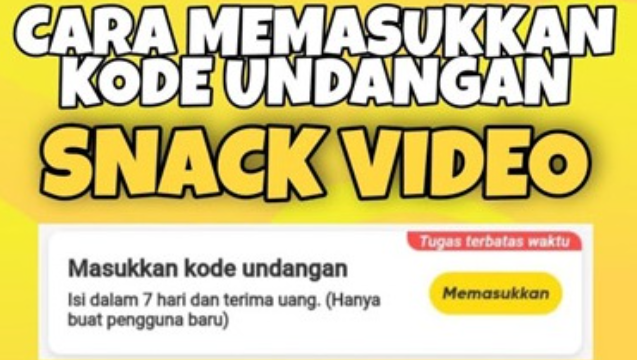 CARA MEMASUKKAN
KODE UNDANGAN
SNACK VIDEO
Tugas terbatas waktu
Masukkan kode undangan
Isi dalam 7 hari dan terima uang. (Hanya
buat pengguna baru)
Memasukkan